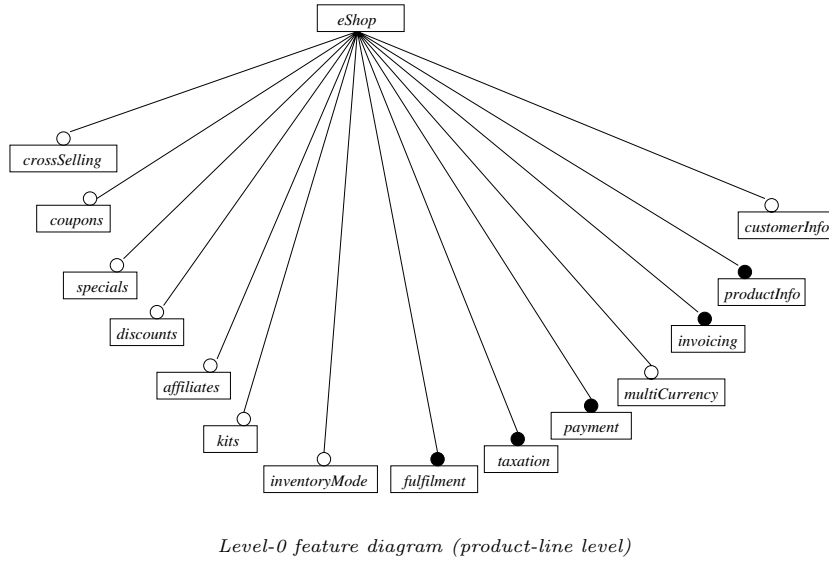 eShop
crossSelling
coupons
specials
discounts
affiliates
kits
inventoryMode
fulfilment
taxation
payment
multiCurrency
invoicing
productInfo
customerInfo
Level-0 feature diagram (product-line level)